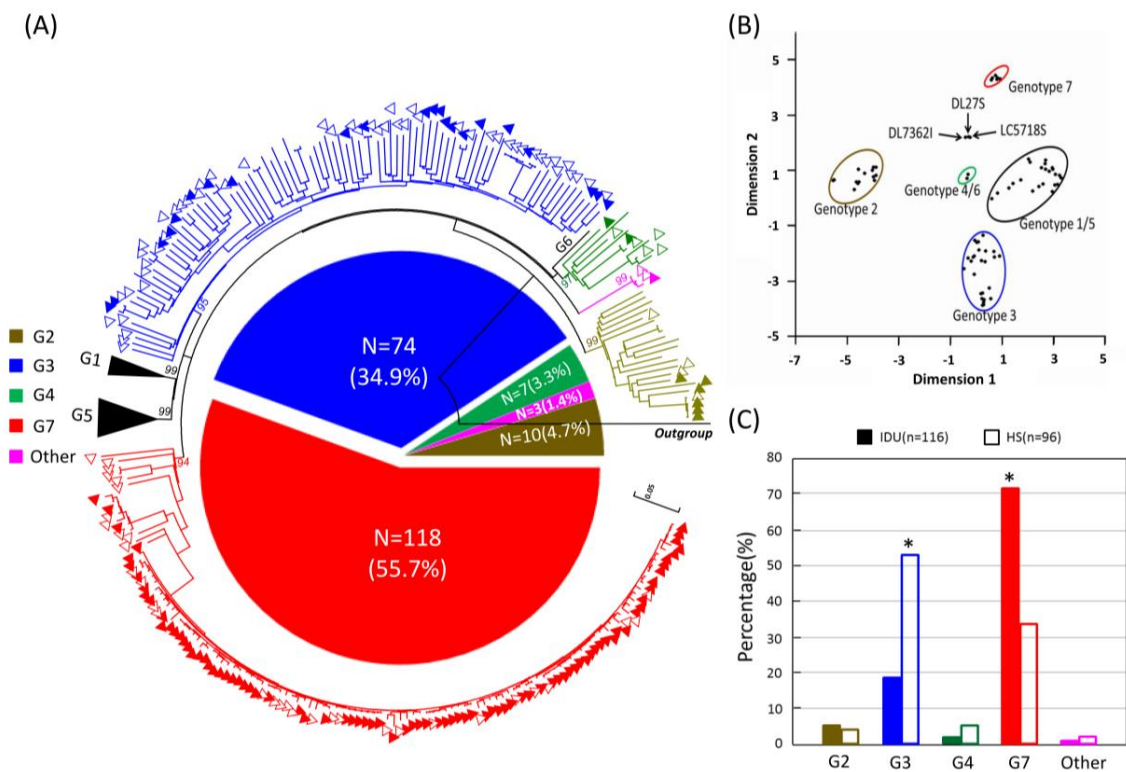 (A)
G6
97
99
95
99
G1
99
99
G5
94
Outgroup
0.05
G2
G3
G4
G7
Other
N=74
(34.9%)
N=7(3.3%)
N=3(1.4%)
N=10(4.7%)
N=118
(55.7%)
(B)
Dimension 2
5
3
1
-1
-3
-5
-7
-5
-3
-1
1
3
5
Dimension 1
Genotype 7
DL27S
DL7362I
LC5718S
Genotype 4/6
Genotype 2
Genotype 1/5
Genotype 3
(C)
IDU(n=116)
HS(n=96)
Percentage(%)
80
70
60
50
40
30
20
10
0
*
*
G2
G3
G4
G7
Other